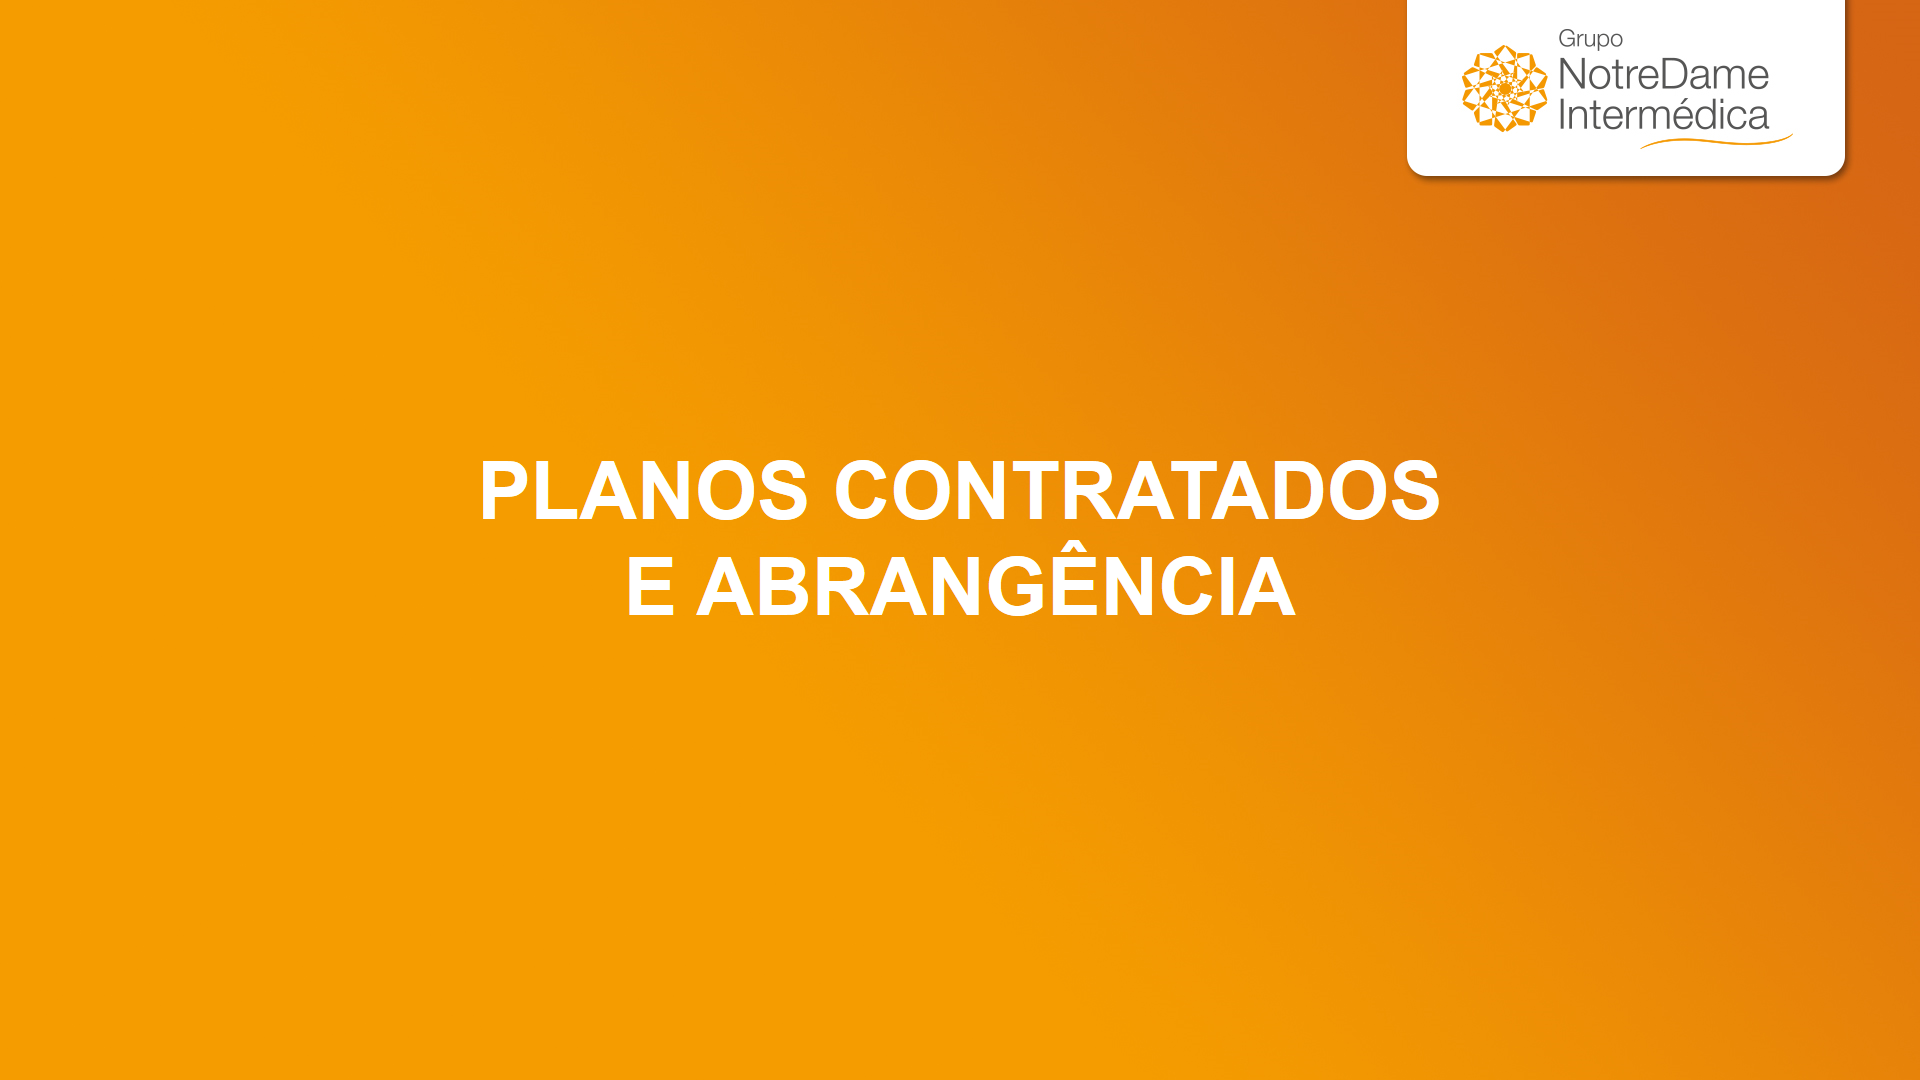 Grupo
NotreDame
Intermédica
PLANOS CONTRATADOS
E ABRANGÊNCIA